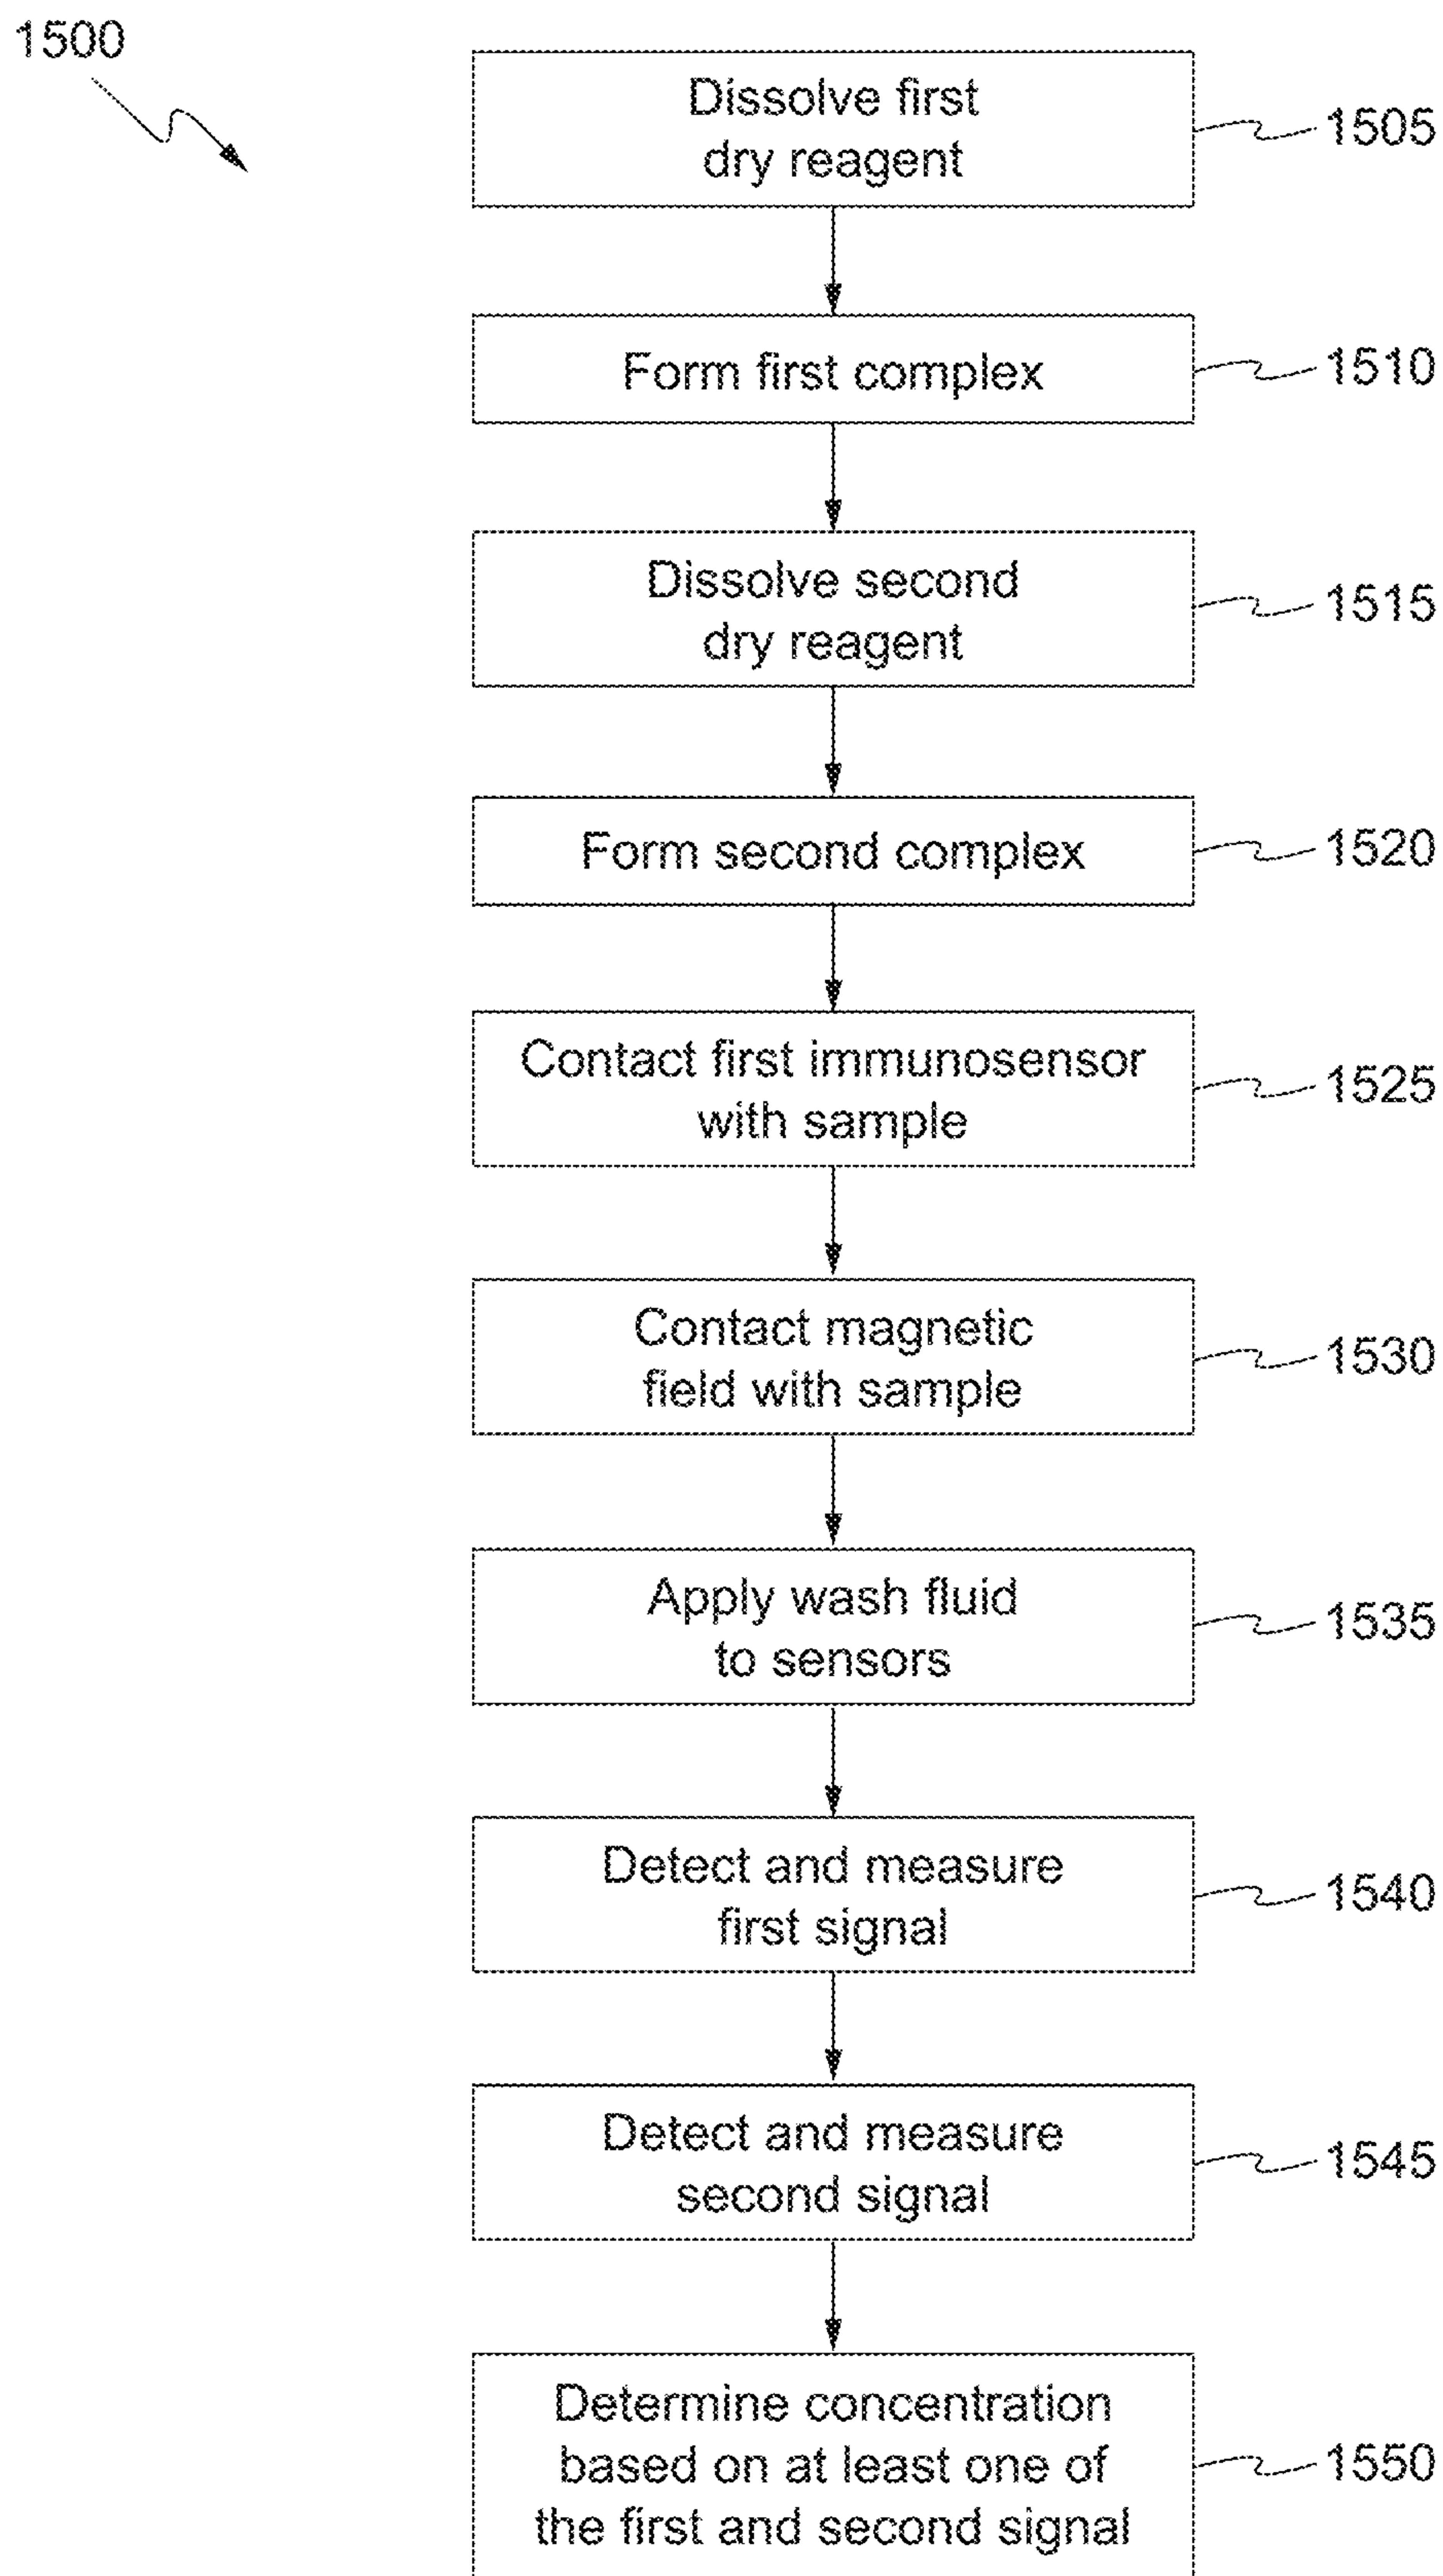 1500
Dissolve first
dry reagent
1505
Form first complex
1510
Dissolve second
dry reagent
1515
Form second complex
1520
Contact first immunosensor
with sample
1525
Contact magnetic
field with sample
1530
Apply wash fluid
to sensors
1535
Detect and measure
first signal
1540
Detect and measure
second signal
1545
Determine concentration
based on at least one of
the first and second signal
1550